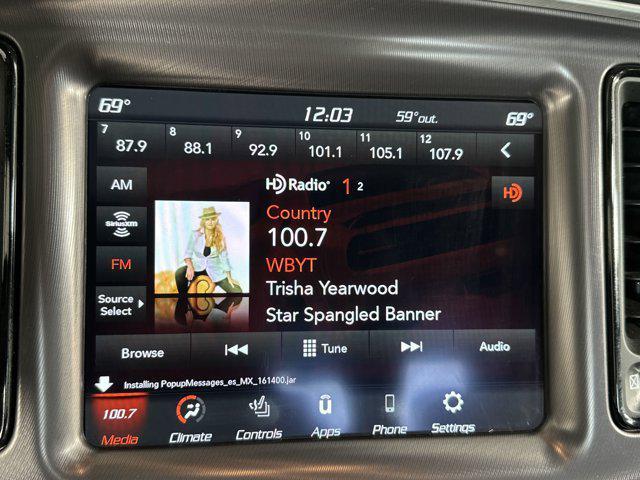 69° 12:03 59°out. 69°
7 8 9 10 11 12
87.9 88.1 92.9 101.1 105.1 107.9
AM
HD Radio 1 2
HD
SiriusXM
Country
100.7
FM
WBYT
Trisha Yearwood
Source Select
Star Spangled Banner
Browse Tune Audio
Installing PopupMessages_es_MX_161400.jar
100.7
Media Climate Controls Apps Phone Settings